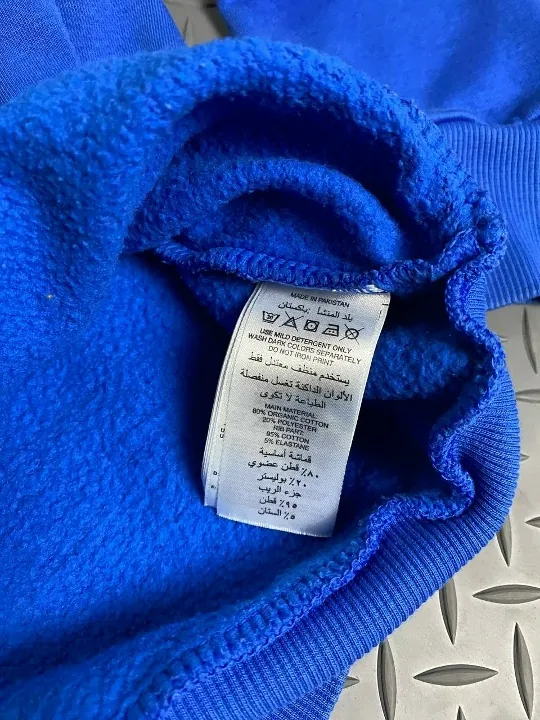 MADE IN PAKISTAN
بلد المنشأ :باكستان
USE MILD DETERGENT ONLY
WASH DARK COLORS SEPARATELY
DO NOT IRON PRINT
يستخدم منظف معتدل فقط
الألوان الداكنة تغسل منفصلة
الطباعة لا تكوى
MAIN MATERIAL:
80% ORGANIC COTTON
20% POLYESTER
RIB PART:
95% COTTON
5% ELASTANE
قماشة أساسية
٨٠٪ قطن عضوي
٢٠٪ بوليستر
جزء الريب
٩٥٪ قطن
٥٪ الستان